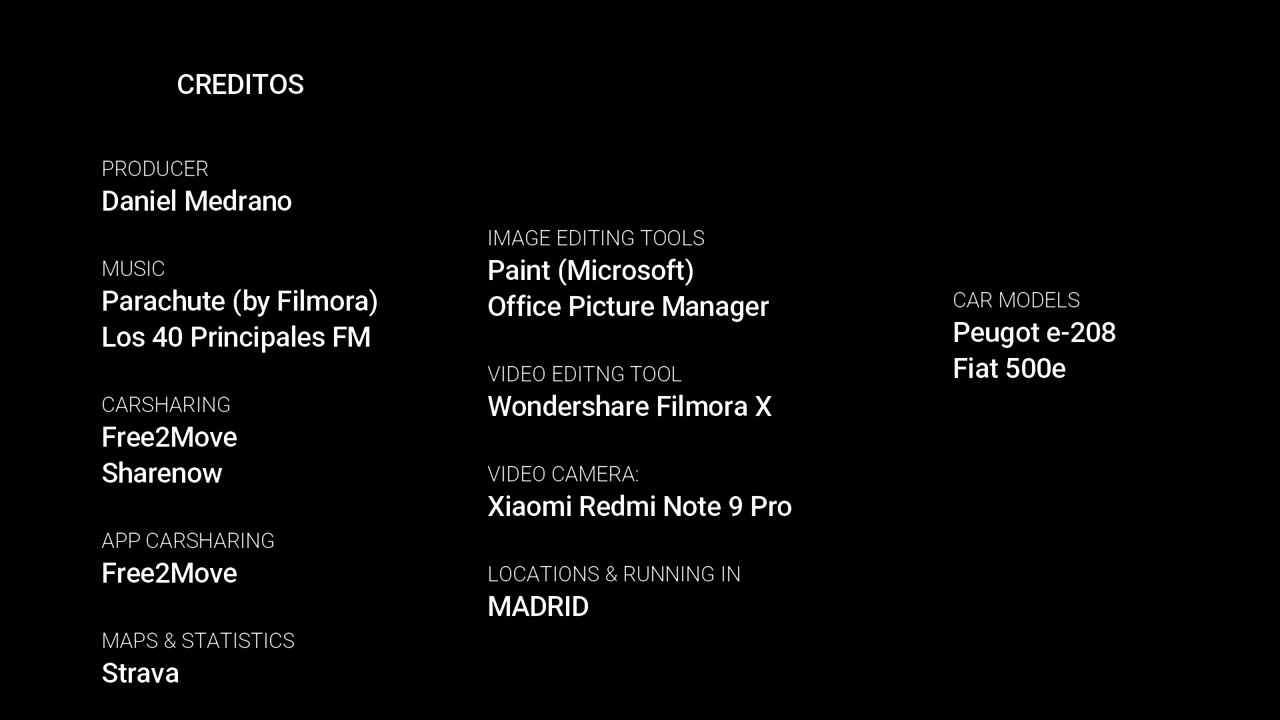 CREDITOS
PRODUCER
Daniel Medrano
MUSIC
Parachute (by Filmora)
Los 40 Principales FM
CARSHARING
Free2Move
Sharenow
APP CARSHARING
Free2Move
MAPS & STATISTICS
Strava
IMAGE EDITING TOOLS
Paint (Microsoft)
Office Picture Manager
VIDEO EDITNG TOOL
Wondershare Filmora X
VIDEO CAMERA:
Xiaomi Redmi Note 9 Pro
LOCATIONS & RUNNING IN
MADRID
CAR MODELS
Peugot e-208
Fiat 500e